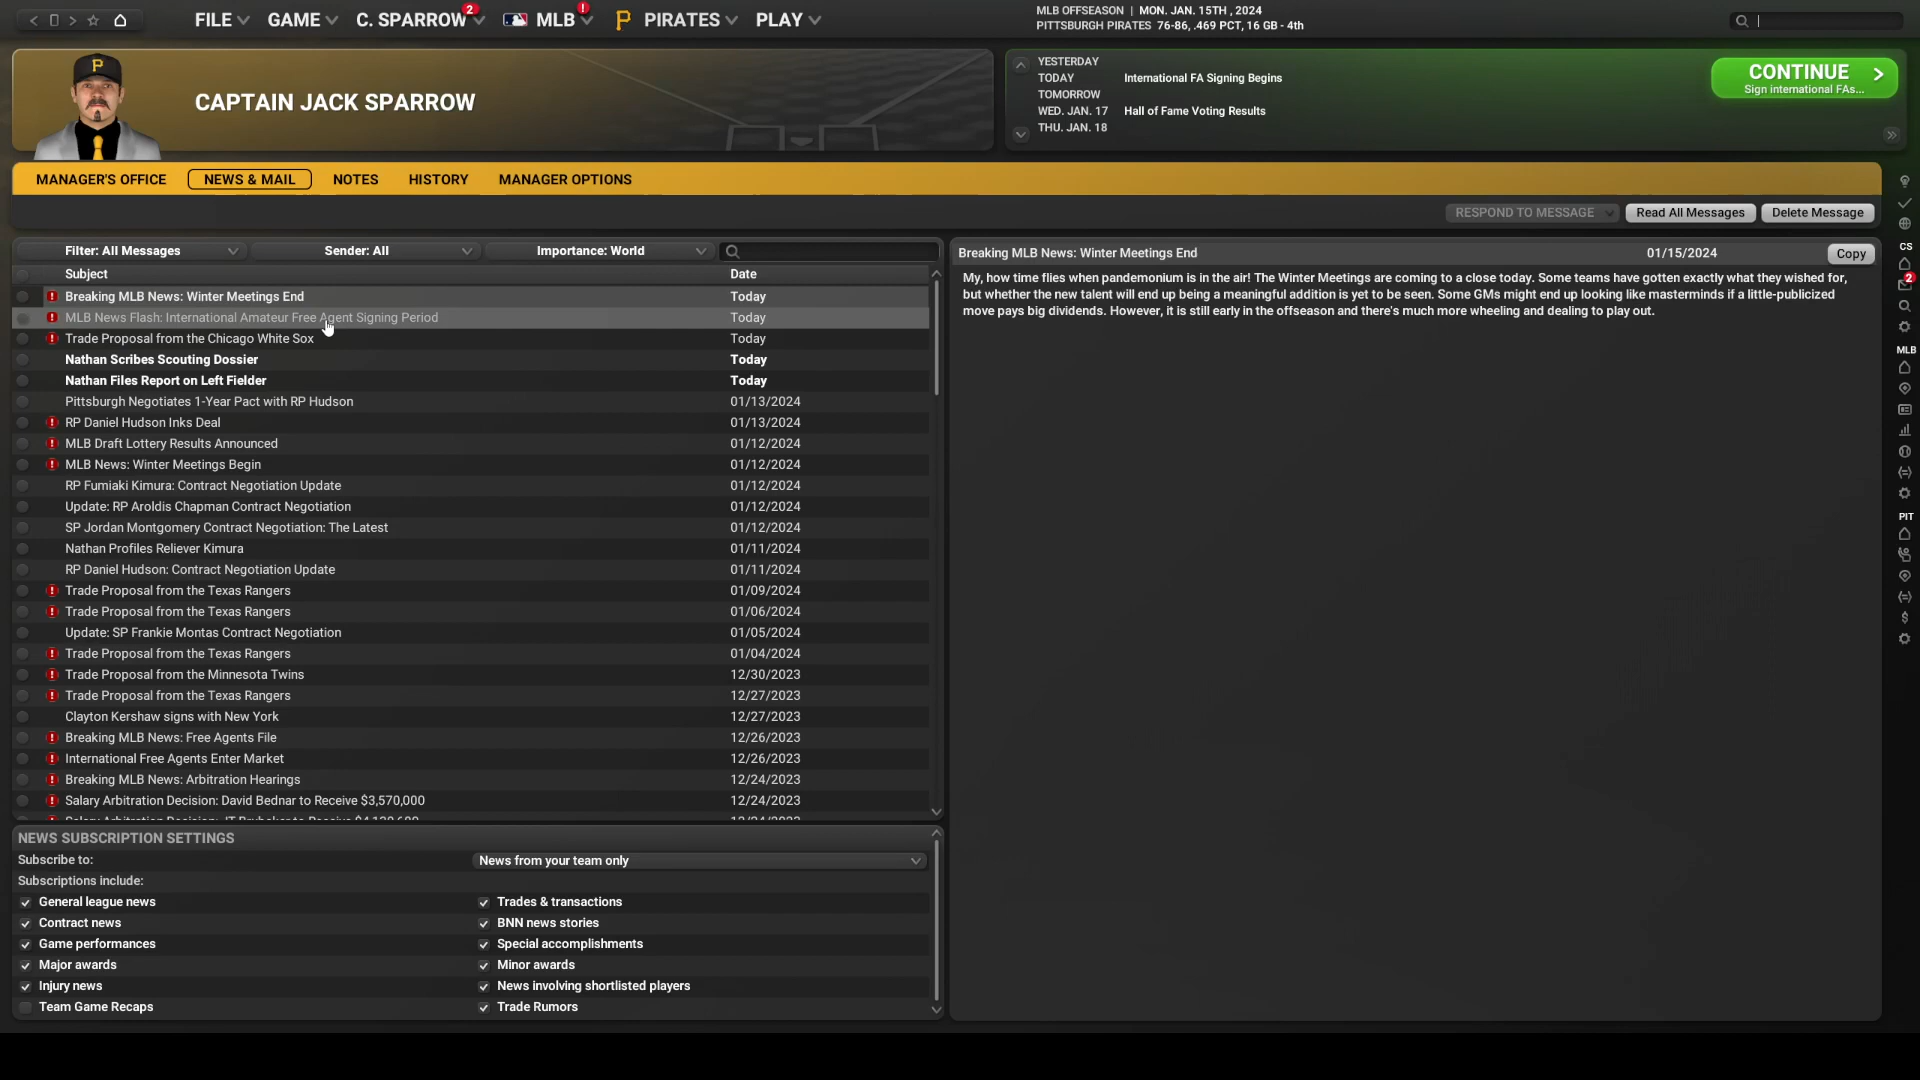 FILE GAME C. SPARROW 2 MLB ! P PIRATES PLAY
MLB OFFSEASON | MON. JAN. 15TH , 2024
PITTSBURGH PIRATES 76-86, .469 PCT, 16 GB - 4th
P
CAPTAIN JACK SPARROW
YESTERDAY
TODAY International FA Signing Begins
TOMORROW
WED. JAN. 17 Hall of Fame Voting Results
THU. JAN. 18
CONTINUE
Sign international FAs...
MANAGER'S OFFICE NEWS & MAIL NOTES HISTORY MANAGER OPTIONS
RESPOND TO MESSAGE Read All Messages Delete Message
Filter: All Messages Sender: All Importance: World
Subject Date
Breaking MLB News: Winter Meetings End Today
MLB News Flash: International Amateur Free Agent Signing Period Today
Trade Proposal from the Chicago White Sox Today
Nathan Scribes Scouting Dossier Today
Nathan Files Report on Left Fielder Today
Pittsburgh Negotiates 1-Year Pact with RP Hudson 01/13/2024
RP Daniel Hudson Inks Deal 01/13/2024
MLB Draft Lottery Results Announced 01/12/2024
MLB News: Winter Meetings Begin 01/12/2024
RP Fumiaki Kimura: Contract Negotiation Update 01/12/2024
Update: RP Aroldis Chapman Contract Negotiation 01/12/2024
SP Jordan Montgomery Contract Negotiation: The Latest 01/12/2024
Nathan Profiles Reliever Kimura 01/11/2024
RP Daniel Hudson: Contract Negotiation Update 01/11/2024
Trade Proposal from the Texas Rangers 01/09/2024
Trade Proposal from the Texas Rangers 01/06/2024
Update: SP Frankie Montas Contract Negotiation 01/05/2024
Trade Proposal from the Texas Rangers 01/04/2024
Trade Proposal from the Minnesota Twins 12/30/2023
Trade Proposal from the Texas Rangers 12/27/2023
Clayton Kershaw signs with New York 12/27/2023
Breaking MLB News: Free Agents File 12/26/2023
International Free Agents Enter Market 12/26/2023
Breaking MLB News: Arbitration Hearings 12/24/2023
Salary Arbitration Decision: David Bednar to Receive $3,570,000 12/24/2023
Breaking MLB News: Winter Meetings End 01/15/2024 Copy
My, how time flies when pandemonium is in the air! The Winter Meetings are coming to a close today. Some teams have gotten exactly what they wished for,
but whether the new talent will end up being a meaningful addition is yet to be seen. Some GMs might end up looking like masterminds if a little-publicized
move pays big dividends. However, it is still early in the offseason and there's much more wheeling and dealing to play out.
NEWS SUBSCRIPTION SETTINGS
Subscribe to: News from your team only
Subscriptions include:
General league news Trades & transactions
Contract news BNN news stories
Game performances Special accomplishments
Major awards Minor awards
Injury news News involving shortlisted players
Team Game Recaps Trade Rumors
CS
2
MLB
PIT